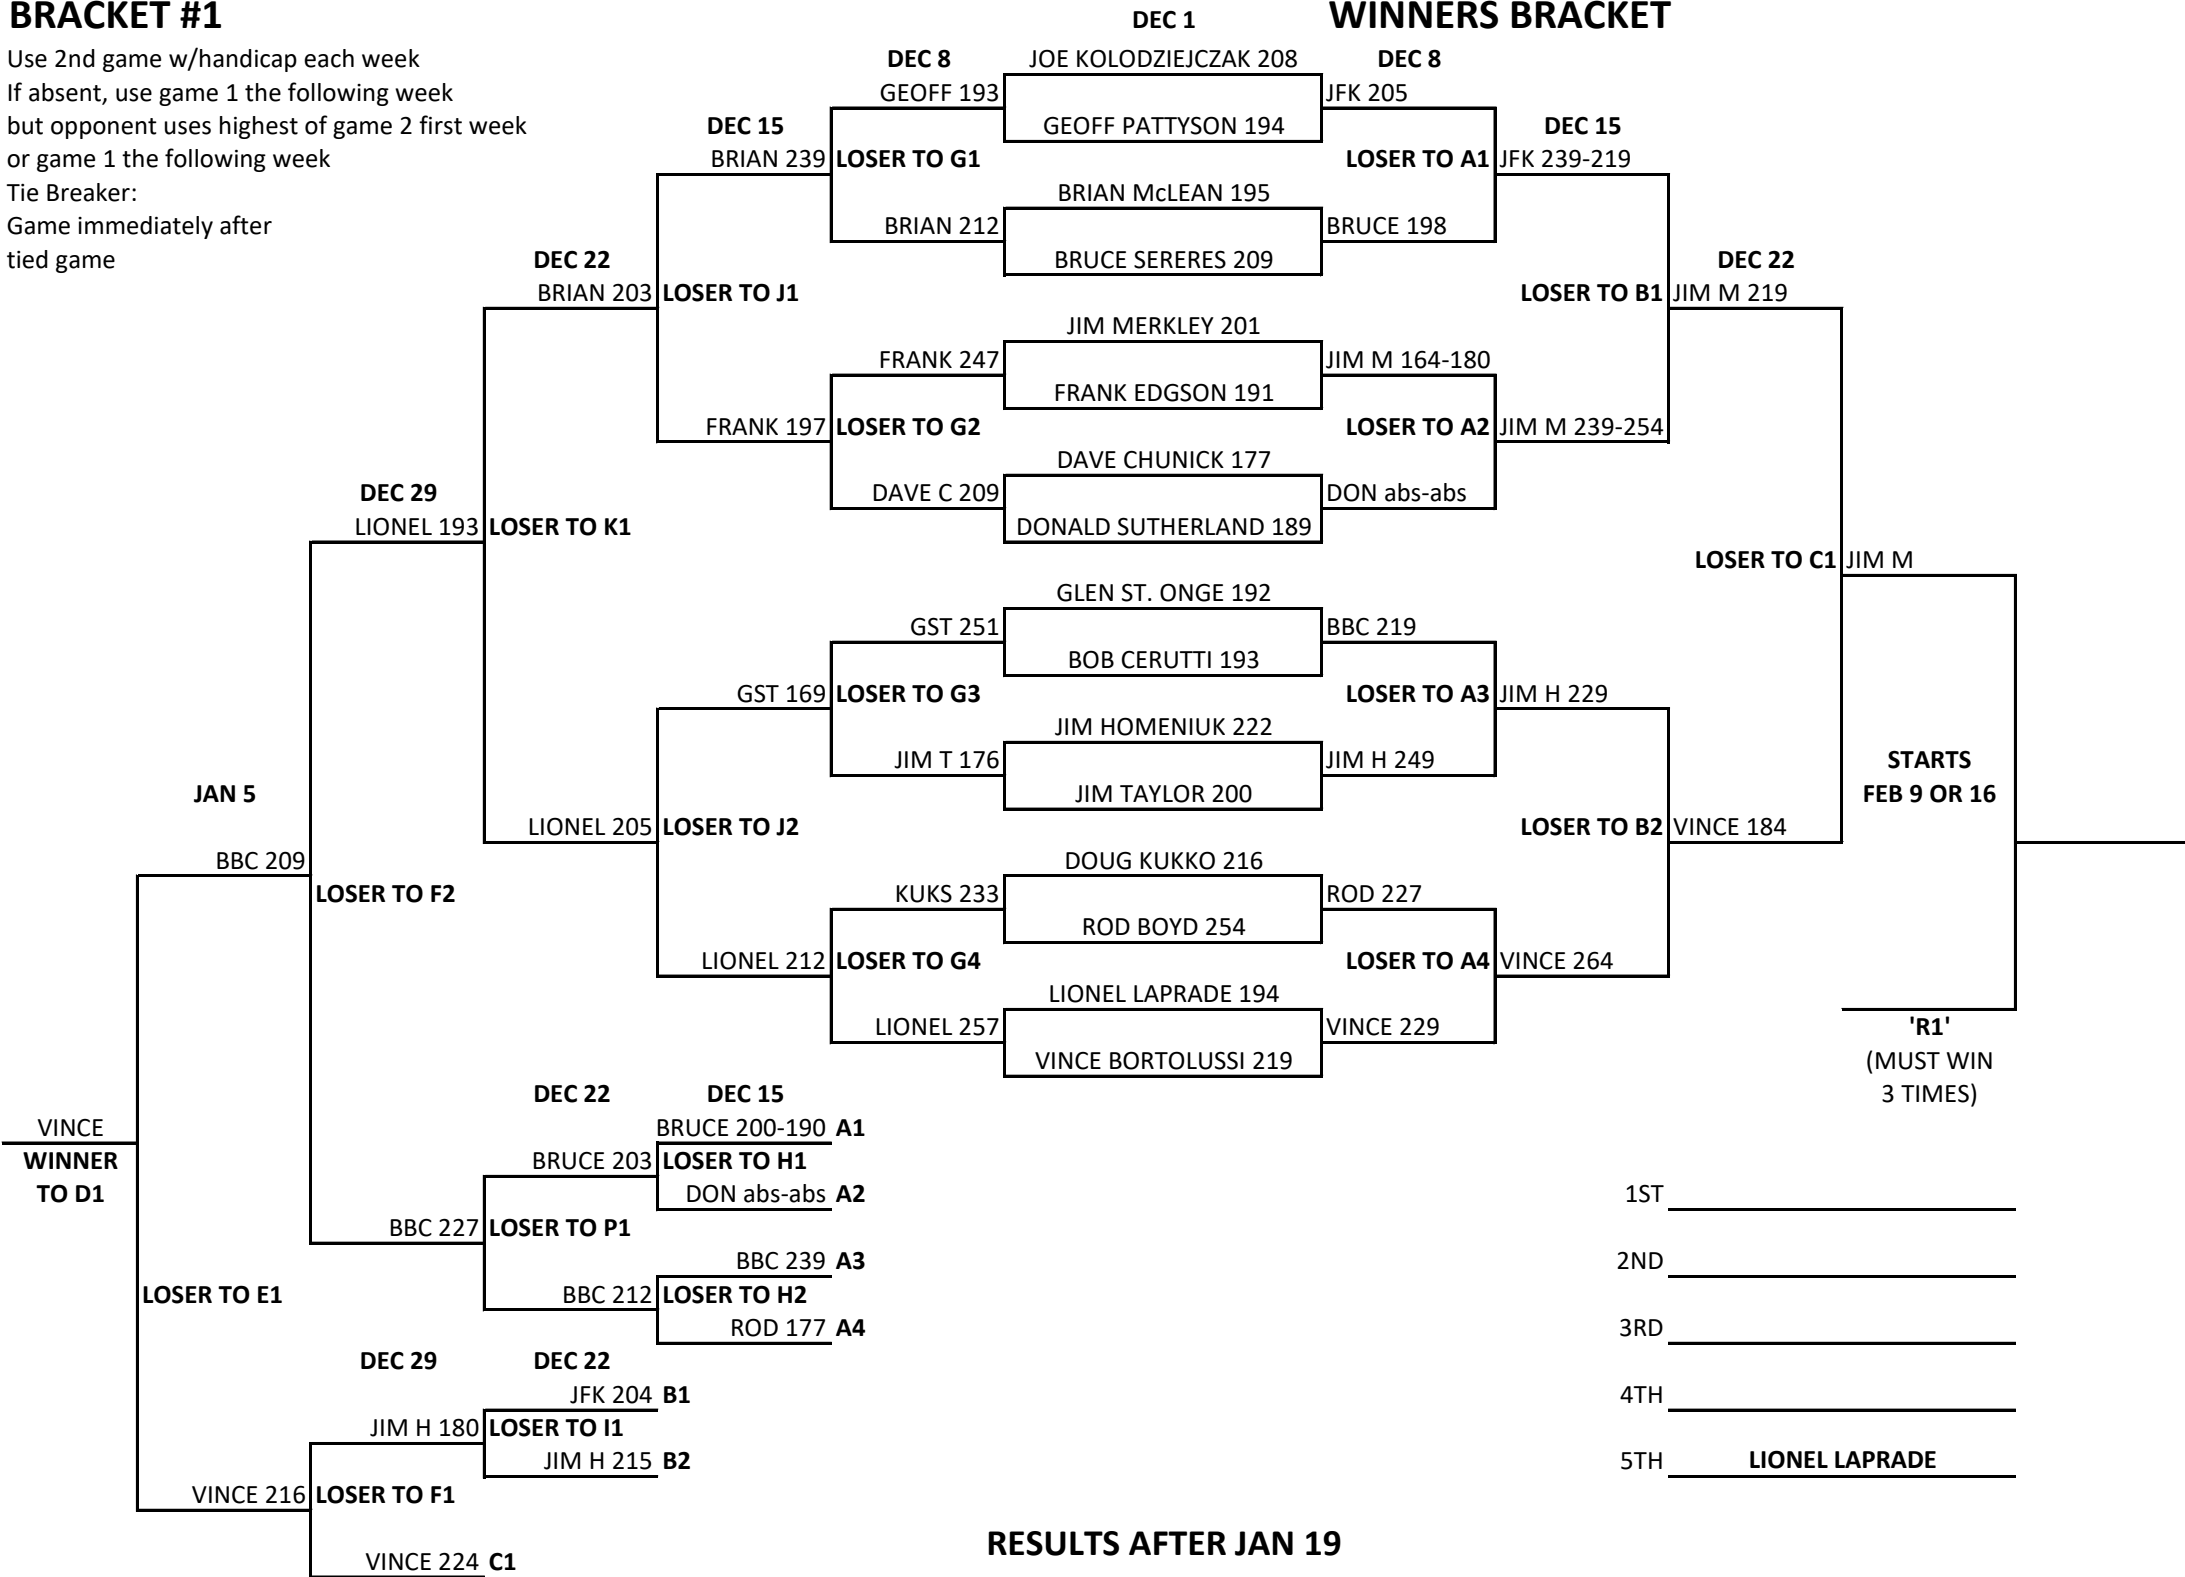 BRACKET #1
WINNERS BRACKET
DEC 1
Use 2nd game w/handicap each week
DEC 8
JOE KOLODZIEJCZAK 208
DEC 8
If absent, use game 1 the following week
GEOFF 193
JFK 205
but opponent uses highest of game 2 first week
DEC 15
GEOFF PATTYSON 194
DEC 15
or game 1 the following week
BRIAN 239
LOSER TO G1
LOSER TO A1
JFK 239-219
Tie Breaker:
BRIAN McLEAN 195
Game immediately after
BRIAN 212
BRUCE 198
tied game
DEC 22
BRUCE SERERES 209
DEC 22
BRIAN 203
LOSER TO J1
LOSER TO B1
JIM M 219
JIM MERKLEY 201
FRANK 247
JIM M 164-180
FRANK EDGSON 191
FRANK 197
LOSER TO G2
LOSER TO A2
JIM M 239-254
DAVE CHUNICK 177
DEC 29
DAVE C 209
DON abs-abs
LIONEL 193
LOSER TO K1
DONALD SUTHERLAND 189
LOSER TO C1
JIM M
GLEN ST. ONGE 192
GST 251
BBC 219
BOB CERUTTI 193
GST 169
LOSER TO G3
LOSER TO A3
JIM H 229
JIM HOMENIUK 222
JIM T 176
JIM H 249
STARTS
JAN 5
JIM TAYLOR 200
FEB 9 OR 16
LIONEL 205
LOSER TO J2
LOSER TO B2
VINCE 184
BBC 209
DOUG KUKKO 216
LOSER TO F2
KUKS 233
ROD 227
ROD BOYD 254
LIONEL 212
LOSER TO G4
LOSER TO A4
VINCE 264
LIONEL LAPRADE 194
LIONEL 257
VINCE 229
'R1'
VINCE BORTOLUSSI 219
(MUST WIN
DEC 22
DEC 15
3 TIMES)
VINCE
BRUCE 200-190 A1
WINNER
BRUCE 203
LOSER TO H1
TO D1
DON abs-abs A2
1ST
BBC 227
LOSER TO P1
BBC 239 A3
2ND
LOSER TO E1
BBC 212
LOSER TO H2
ROD 177 A4
3RD
DEC 29
DEC 22
JFK 204 B1
4TH
JIM H 180
LOSER TO I1
JIM H 215 B2
5TH
LIONEL LAPRADE
VINCE 216
LOSER TO F1
RESULTS AFTER JAN 19
VINCE 224 C1